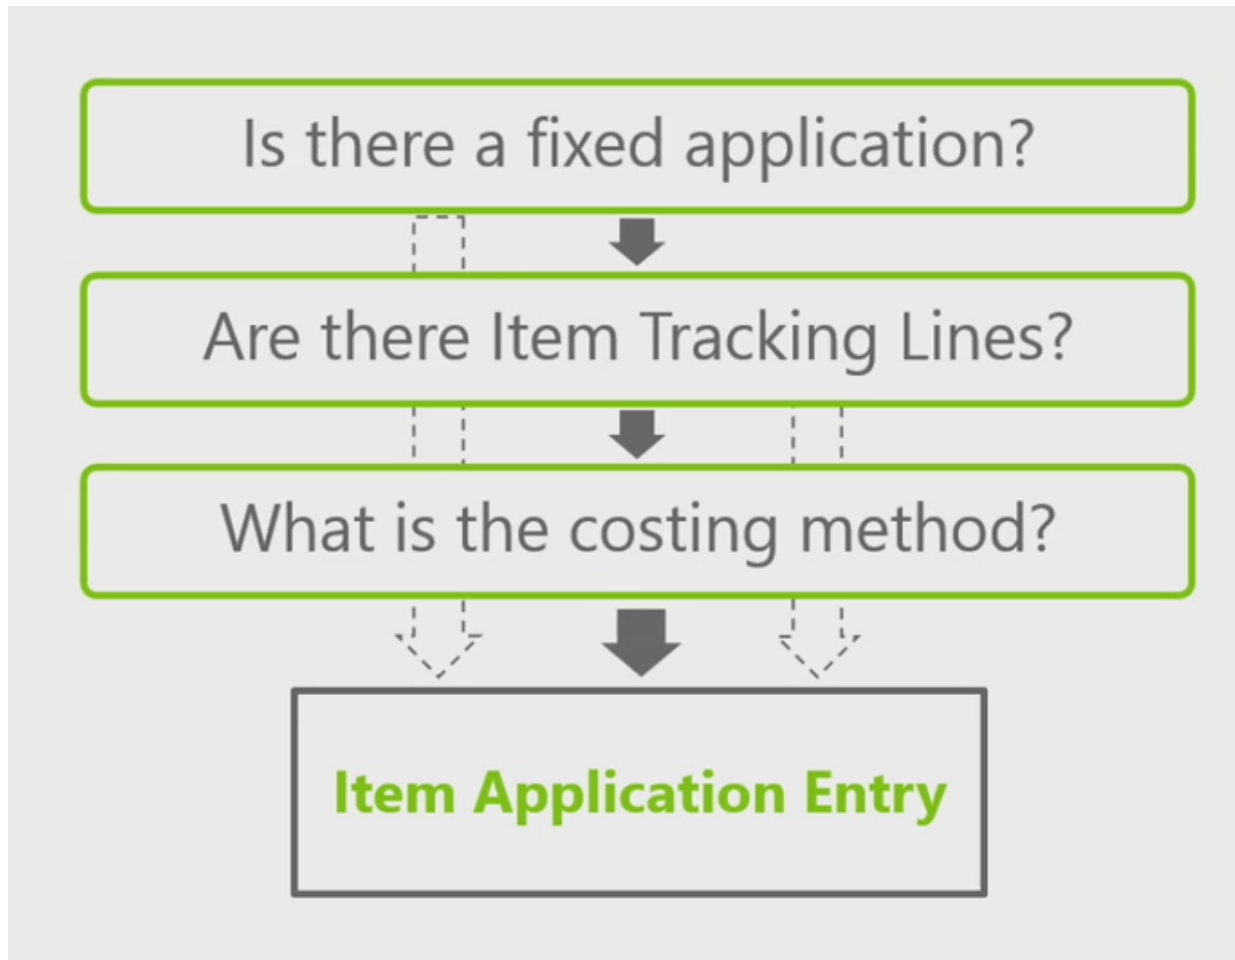 Is there a fixed application?
Are there Item Tracking Lines?
What is the costing method?
Item Application Entry